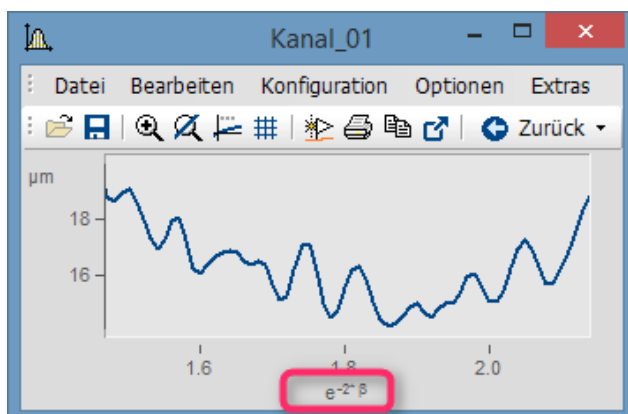 Kanal_01
Datei Bearbeiten Konfiguration Optionen Extras
Zurück
µm
18
16
1.6 1.8 2.0
e⁻²* ᵝ